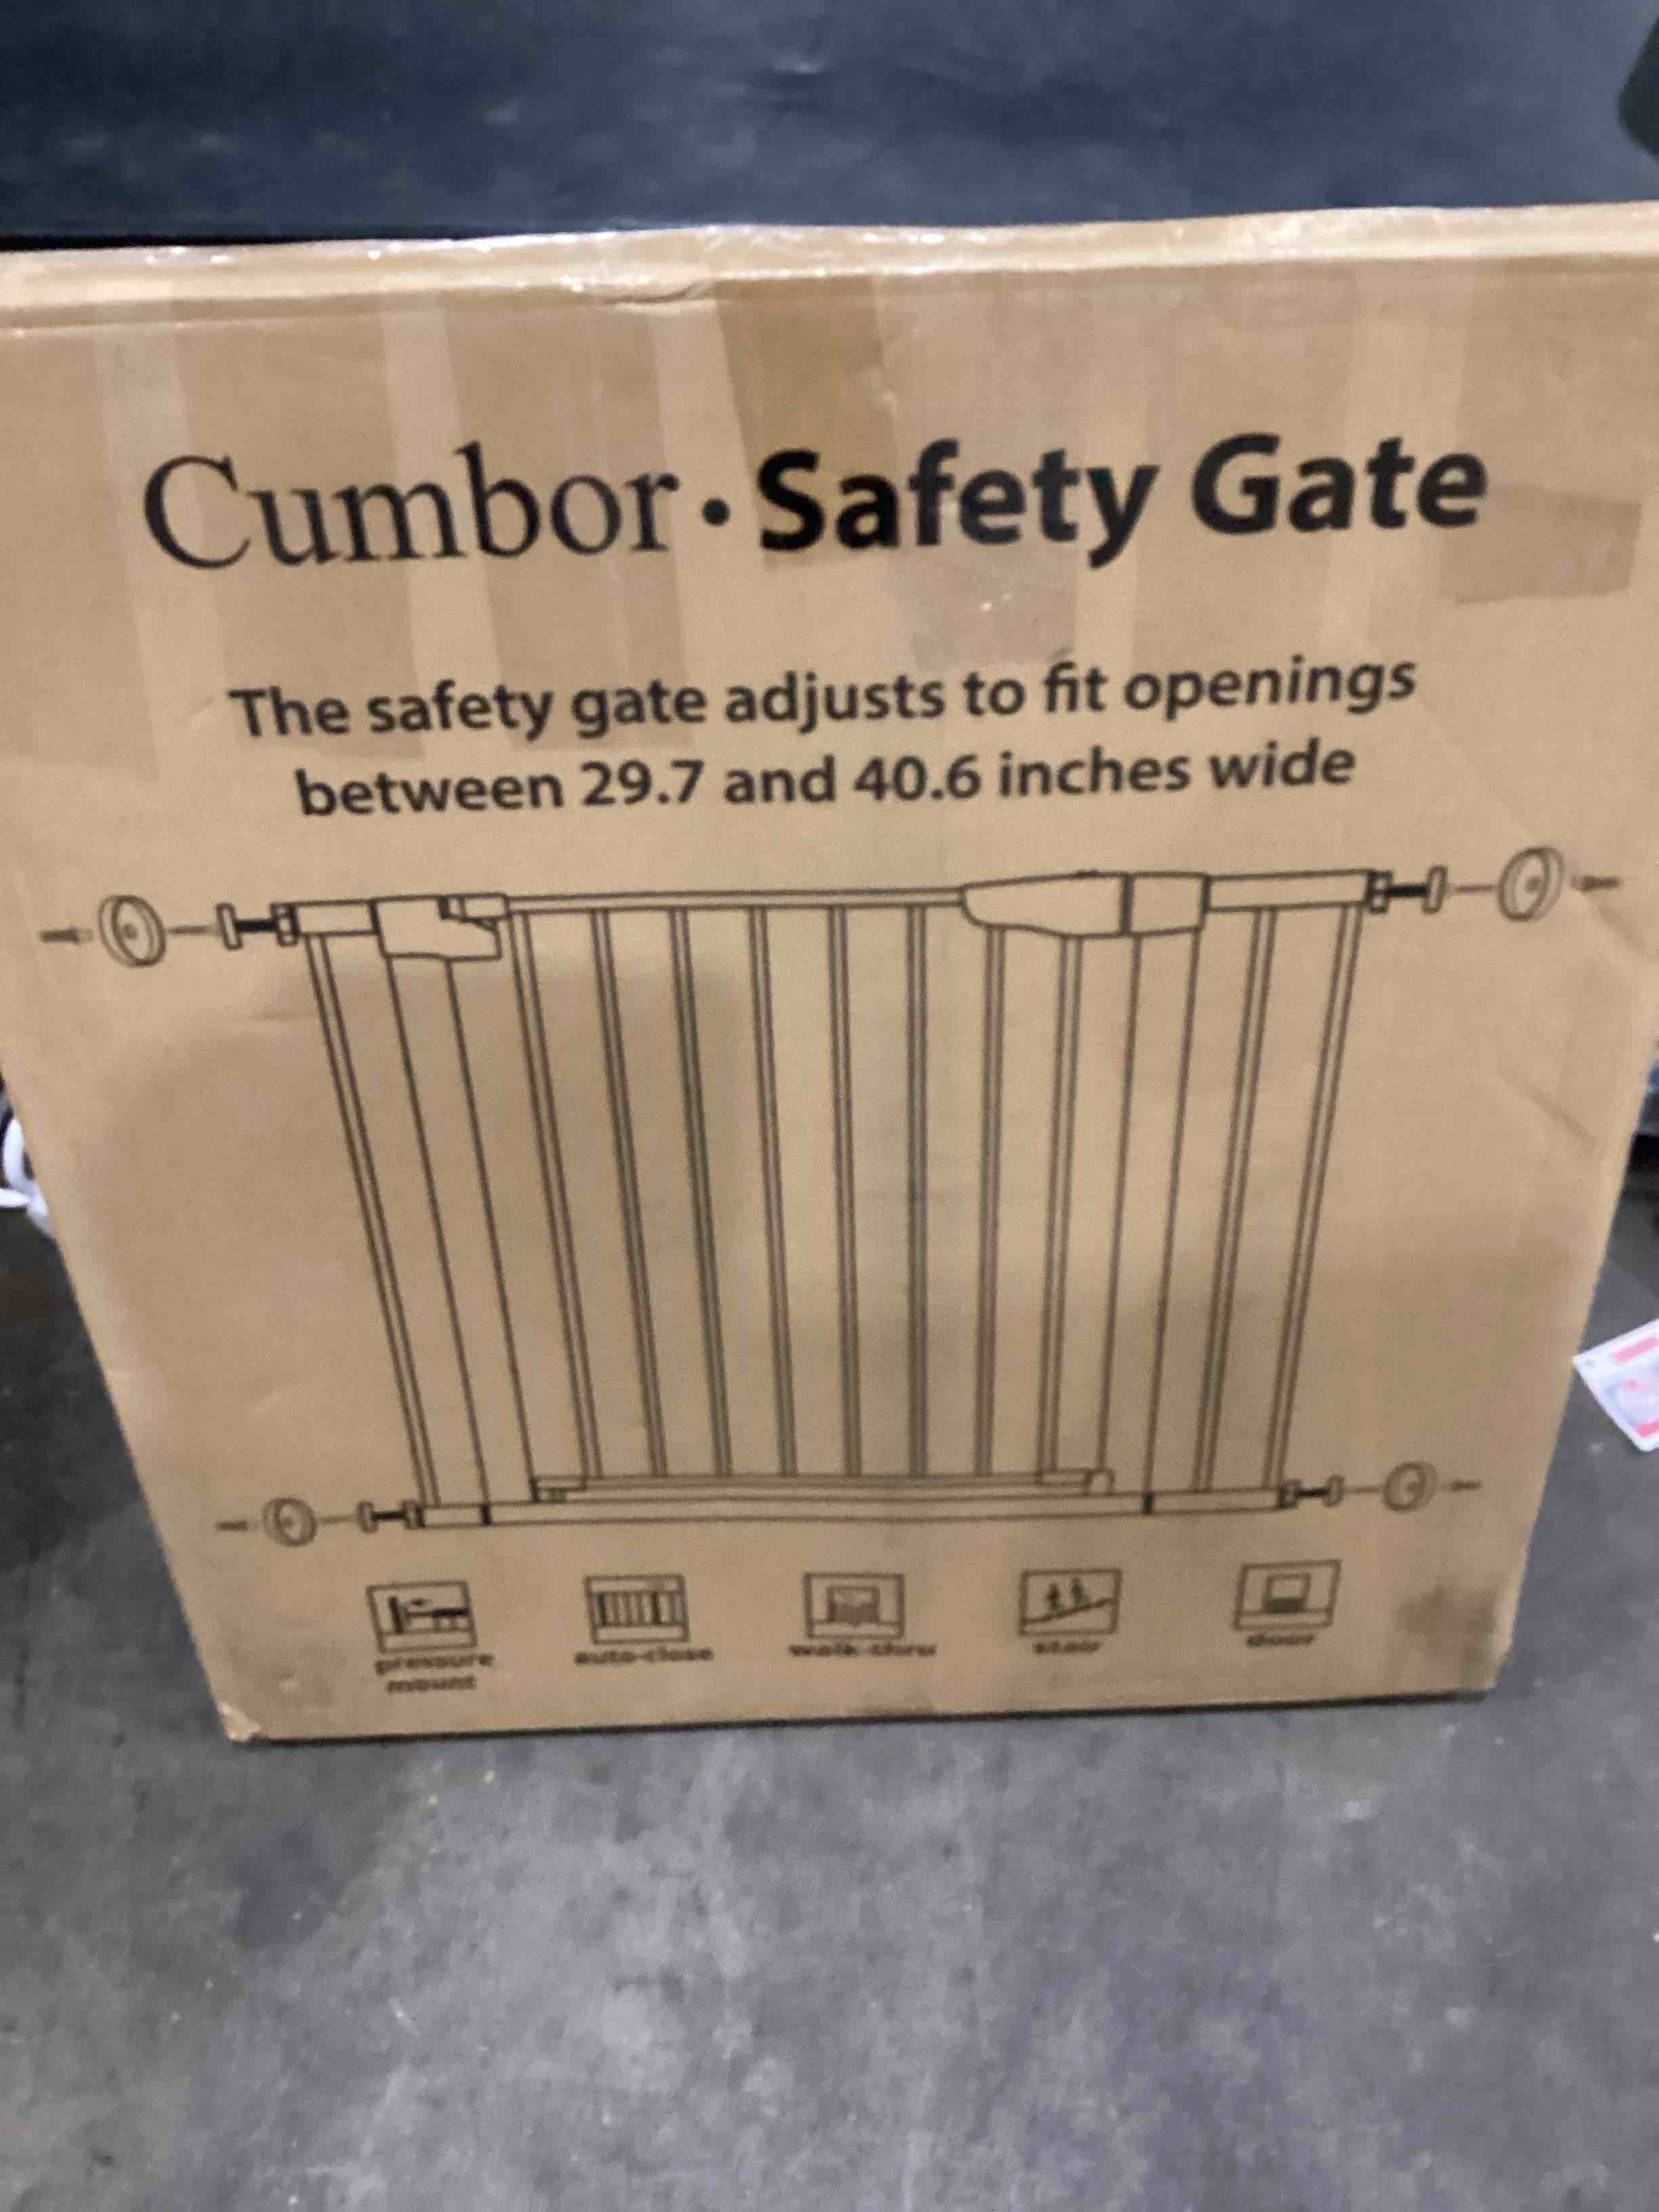 Cumbor · Safety Gate
The safety gate adjusts to fit openings
between 29.7 and 40.6 inches wide
pressure
mount
auto-close
walk-thru
stair
door